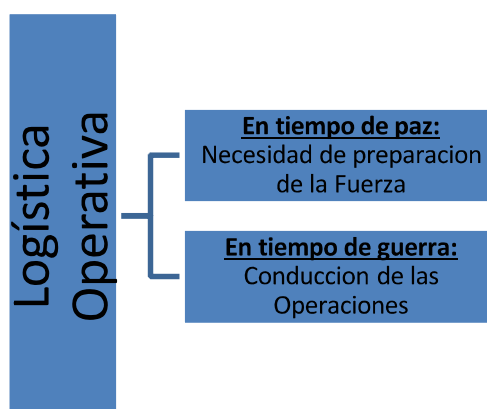 Logística
Operativa
En tiempo de paz:
Necesidad de preparacion
de la Fuerza
En tiempo de guerra:
Conduccion de las
Operaciones